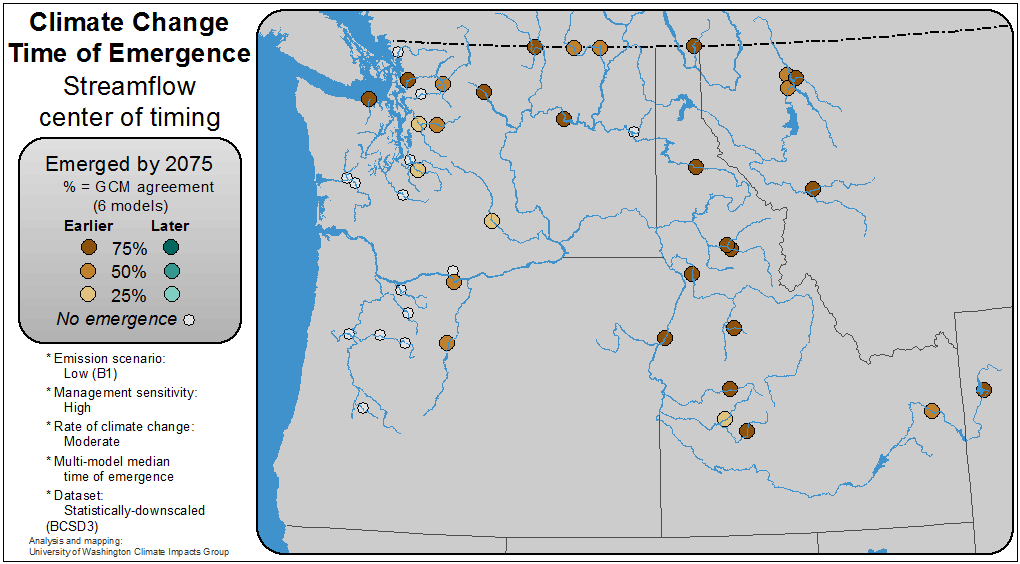 Climate Change
Time of Emergence
Streamflow
center of timing
Emerged by 2075
% = GCM agreement
(6 models)
Earlier Later
75%
50%
25%
No emergence
* Emission scenario:
Low (B1)
* Management sensitivity:
High
* Rate of climate change:
Moderate
* Multi-model median
time of emergence
* Dataset:
Statistically-downscaled
(BCSD3)
Analysis and mapping:
University of Washington Climate Impacts Group